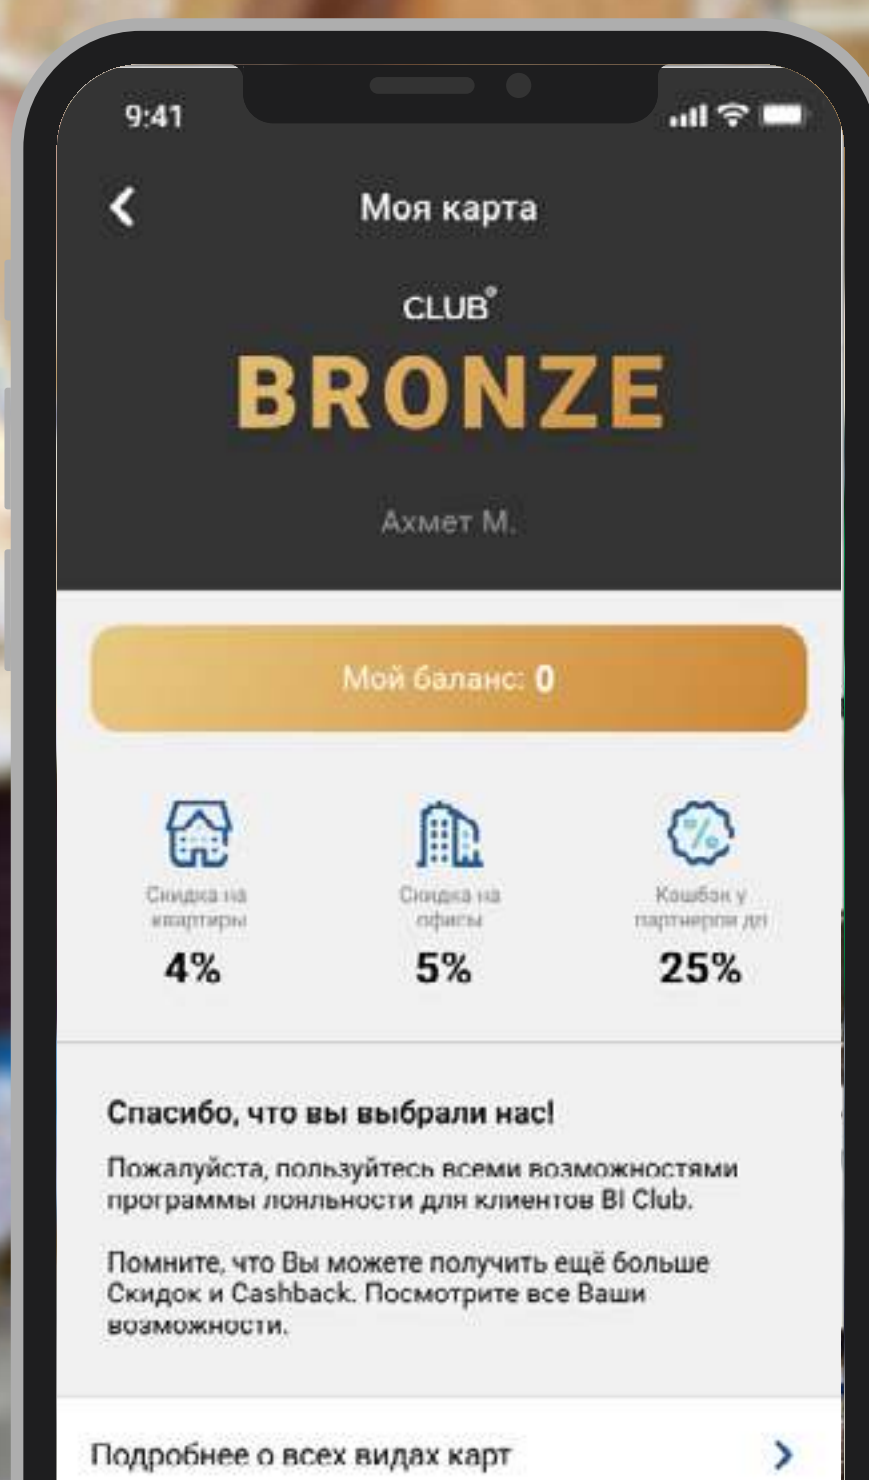 9:41
Моя карта
CLUB®
BRONZE
Ахмет М.
Мой баланс: 0
Скидка на
квартиры
4%
Скидка на
офисы
5%
Кэшбэк у
партнеров до
25%
Спасибо, что вы выбрали нас!
Пожалуйста, пользуйтесь всеми возможностями
программы лояльности для клиентов BI Club.
Помните, что Вы можете получить ещё больше
Скидок и Cashback. Посмотрите все Ваши
возможности.
Подробнее о всех видах карт